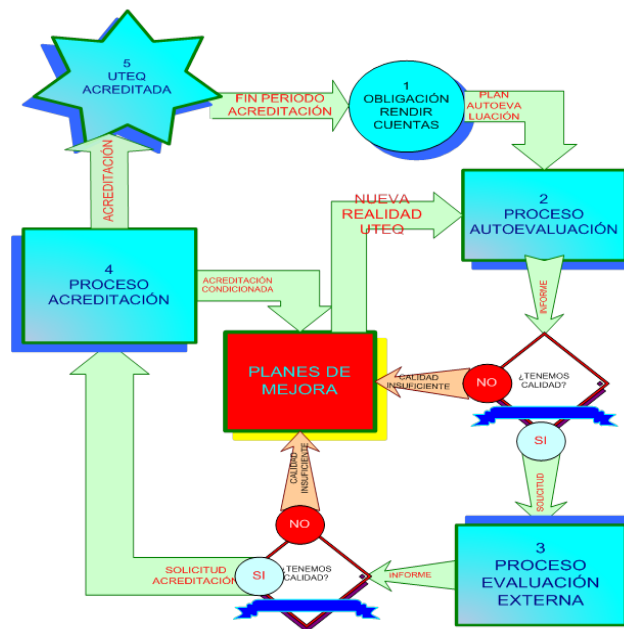 5
UTEQ
ACREDITADA
FIN PERIODO
ACREDITACIÓN
1
OBLIGACIÓN
RENDIR
CUENTAS
PLAN
AUTOEVA
LUACIÓN
ACREDITACIÓN
NUEVA
REALIDAD
UTEQ
2
PROCESO
AUTOEVALUACIÓN
4
PROCESO
ACREDITACIÓN
ACREDITACIÓN
CONDICIONADA
INFORME
PLANES DE
MEJORA
CALIDAD
INSUFICIENTE
NO
¿TENEMOS
CALIDAD?
SI
CALIDAD
INSUFICIENTE
SOLICITUD
NO
3
PROCESO
EVALUACIÓN
EXTERNA
SOLICITUD
ACREDITACIÓN
SI
¿TENEMOS
CALIDAD?
INFORME